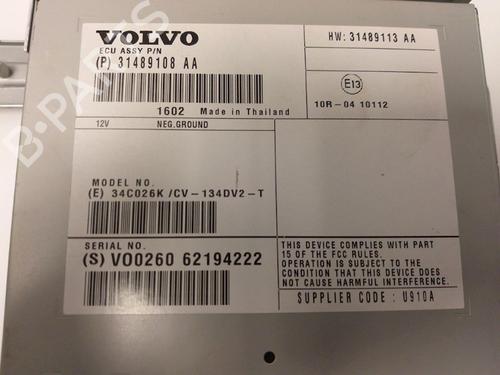 VOLVO
ECU ASSY P/N
(P) 31489108 AA
HW: 31489113 AA
E13
10R-04 10112
1602 Made in Thailand
12V NEG.GROUND
MODEL NO.
(E) 34C026K /CV-134DV2-T
SERIAL NO.
(S) VO0260 62194222
THIS DEVICE COMPLIES WITH PART
15 OF THE FCC RULES.
OPERATION IS SUBJECT TO THE
CONDITION THAT THIS DEVICE DOES
NOT CAUSE HARMFUL INTERFERENCE.
SUPPLIER CODE : U910A
B-PARTS